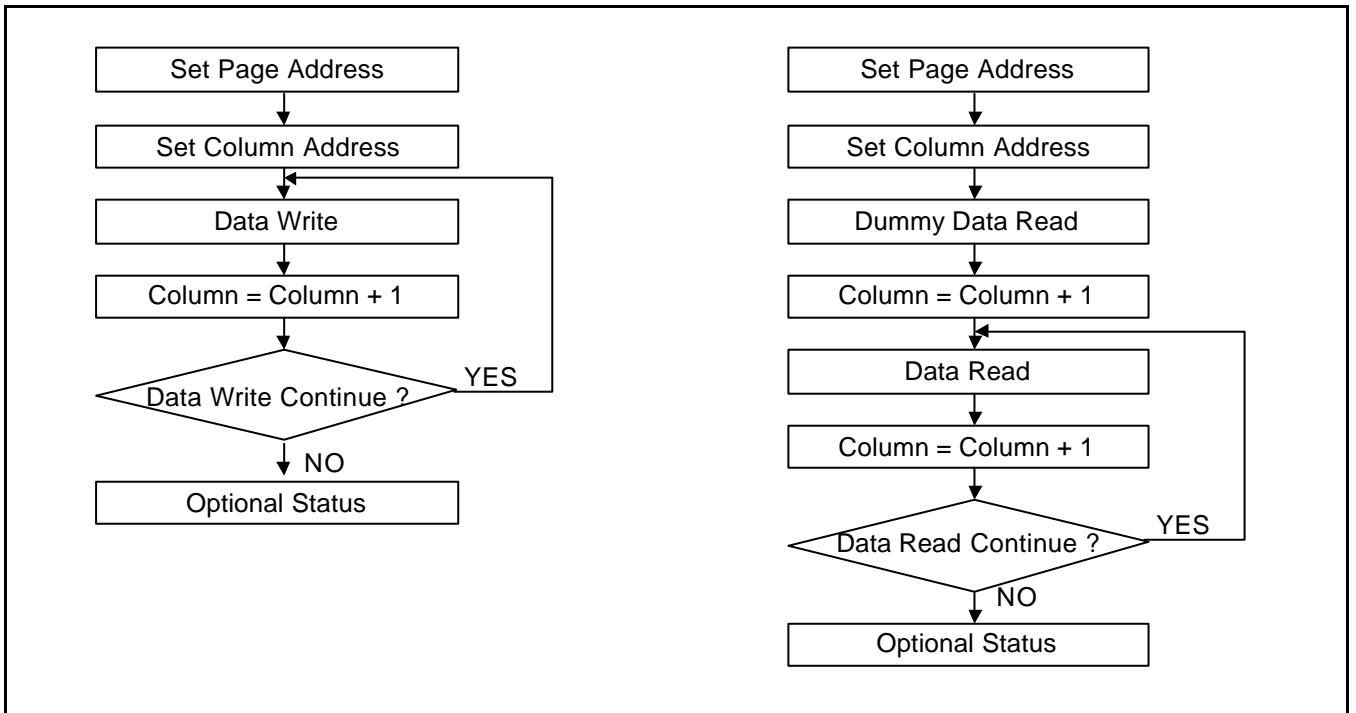 Set Page Address
Set Column Address
Data Write
Column = Column + 1
Data Write Continue ?
YES
NO
Optional Status
Set Page Address
Set Column Address
Dummy Data Read
Column = Column + 1
Data Read
Column = Column + 1
Data Read Continue ?
YES
NO
Optional Status